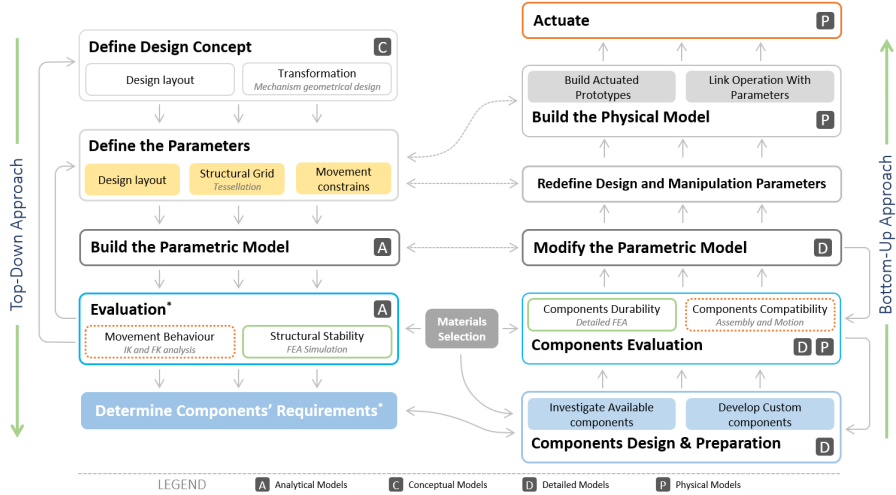 Top-Down Approach
Define Design Concept
C
Design layout
Transformation
Mechanism geometrical design
Define the Parameters
Design layout
Structural Grid
Tessellation
Movement
constrains
Build the Parametric Model
A
Evaluation*
A
Movement Behaviour
IK and FK analysis
Structural Stability
FEA Simulation
Determine Components' Requirements*
Materials
Selection
Actuate
P
Build Actuated
Prototypes
Link Operation With
Parameters
Build the Physical Model
P
Redefine Design and Manipulation Parameters
Modify the Parametric Model
D
Components Durability
Detailed FEA
Components Compatibility
Assembly and Motion
Components Evaluation
D P
Investigate Available
components
Develop Custom
components
Components Design & Preparation
D
Bottom-Up Approach
LEGEND
A Analytical Models
C Conceptual Models
D Detailed Models
P Physical Models